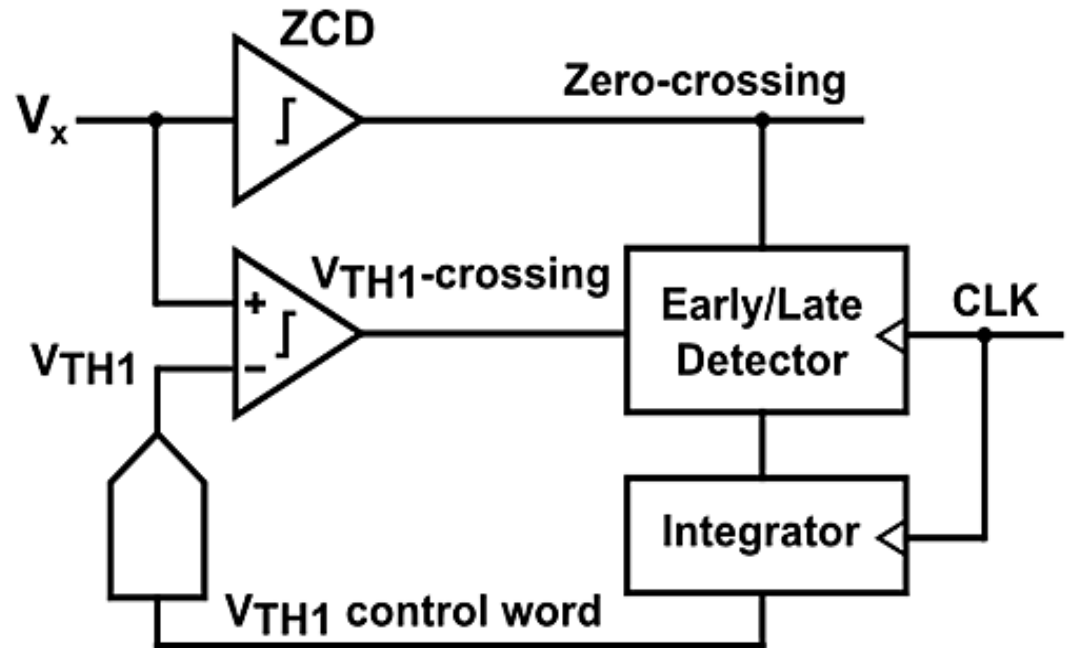 ZCD
Zero-crossing
Vx
VTH1-crossing
CLK
Early/Late
Detector
VTH1
Integrator
VTH1 control word